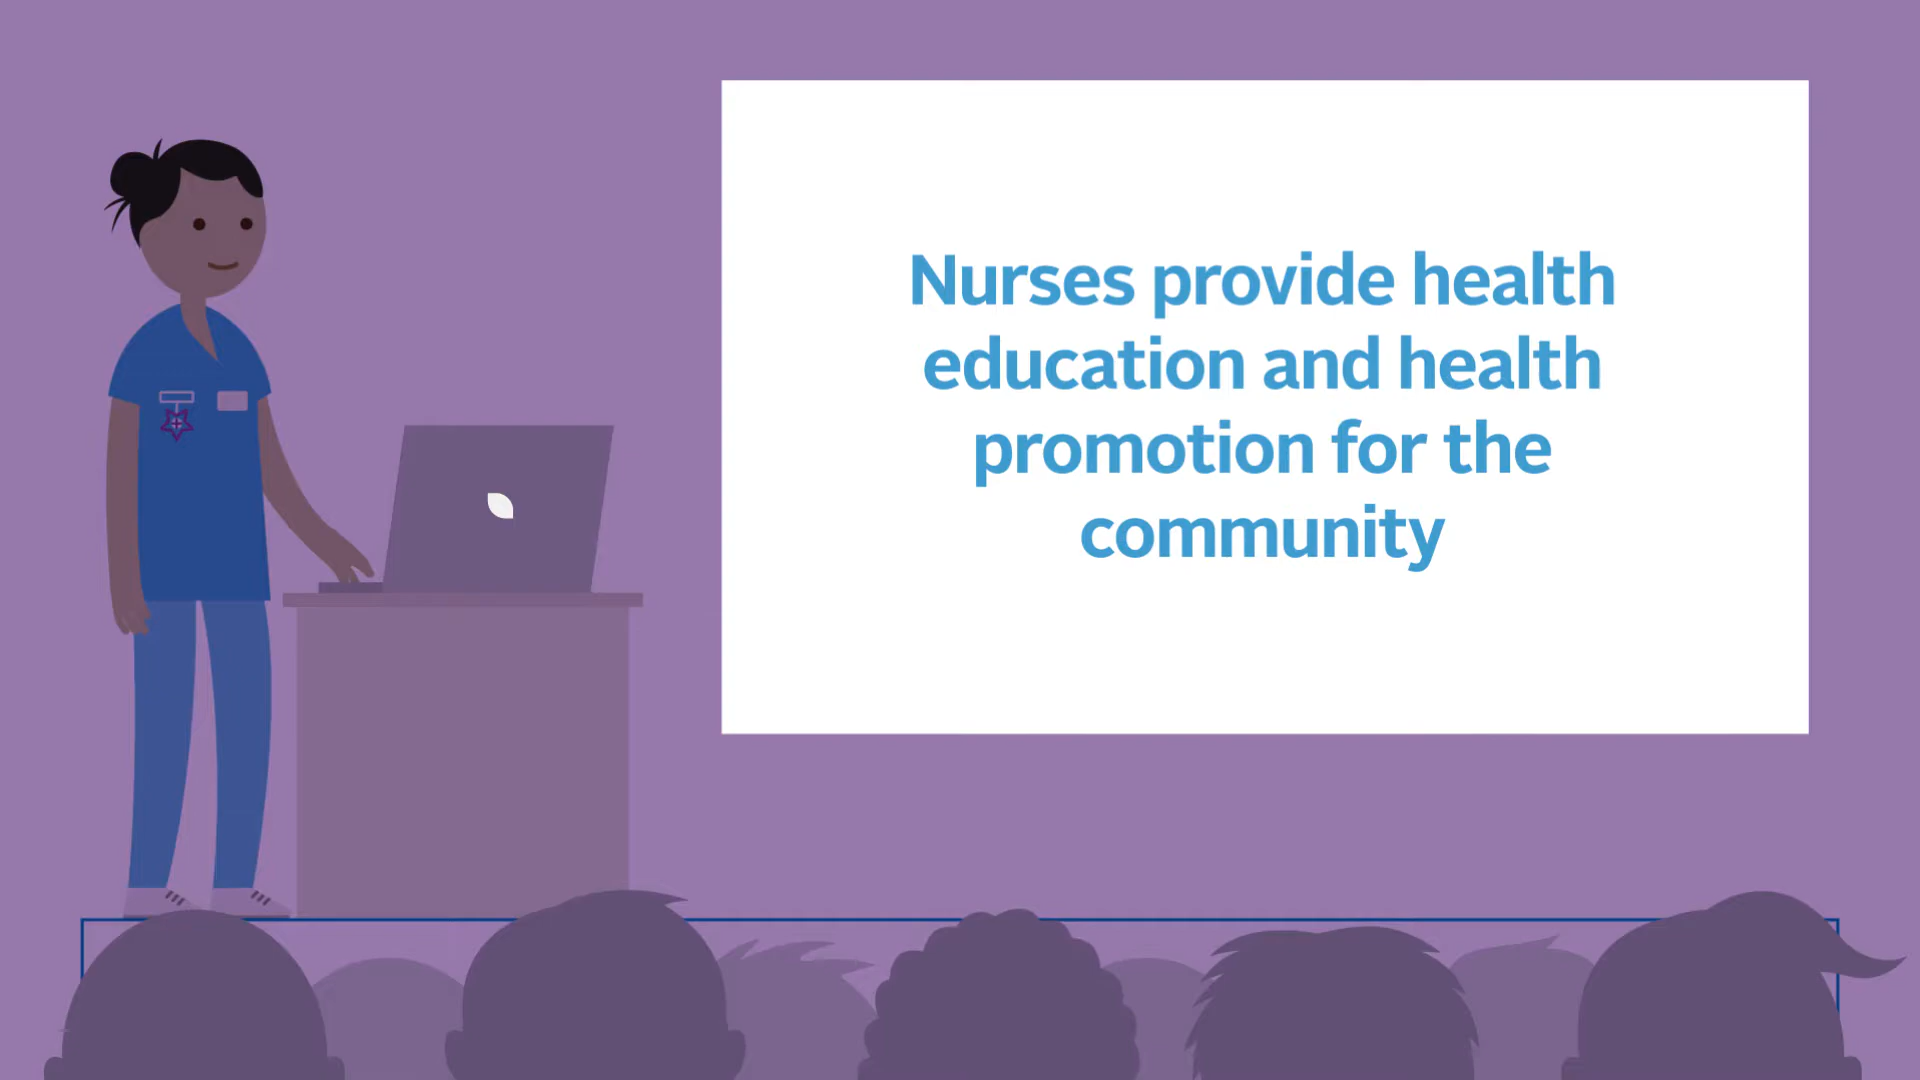 Nurses provide health
education and health
promotion for the
community